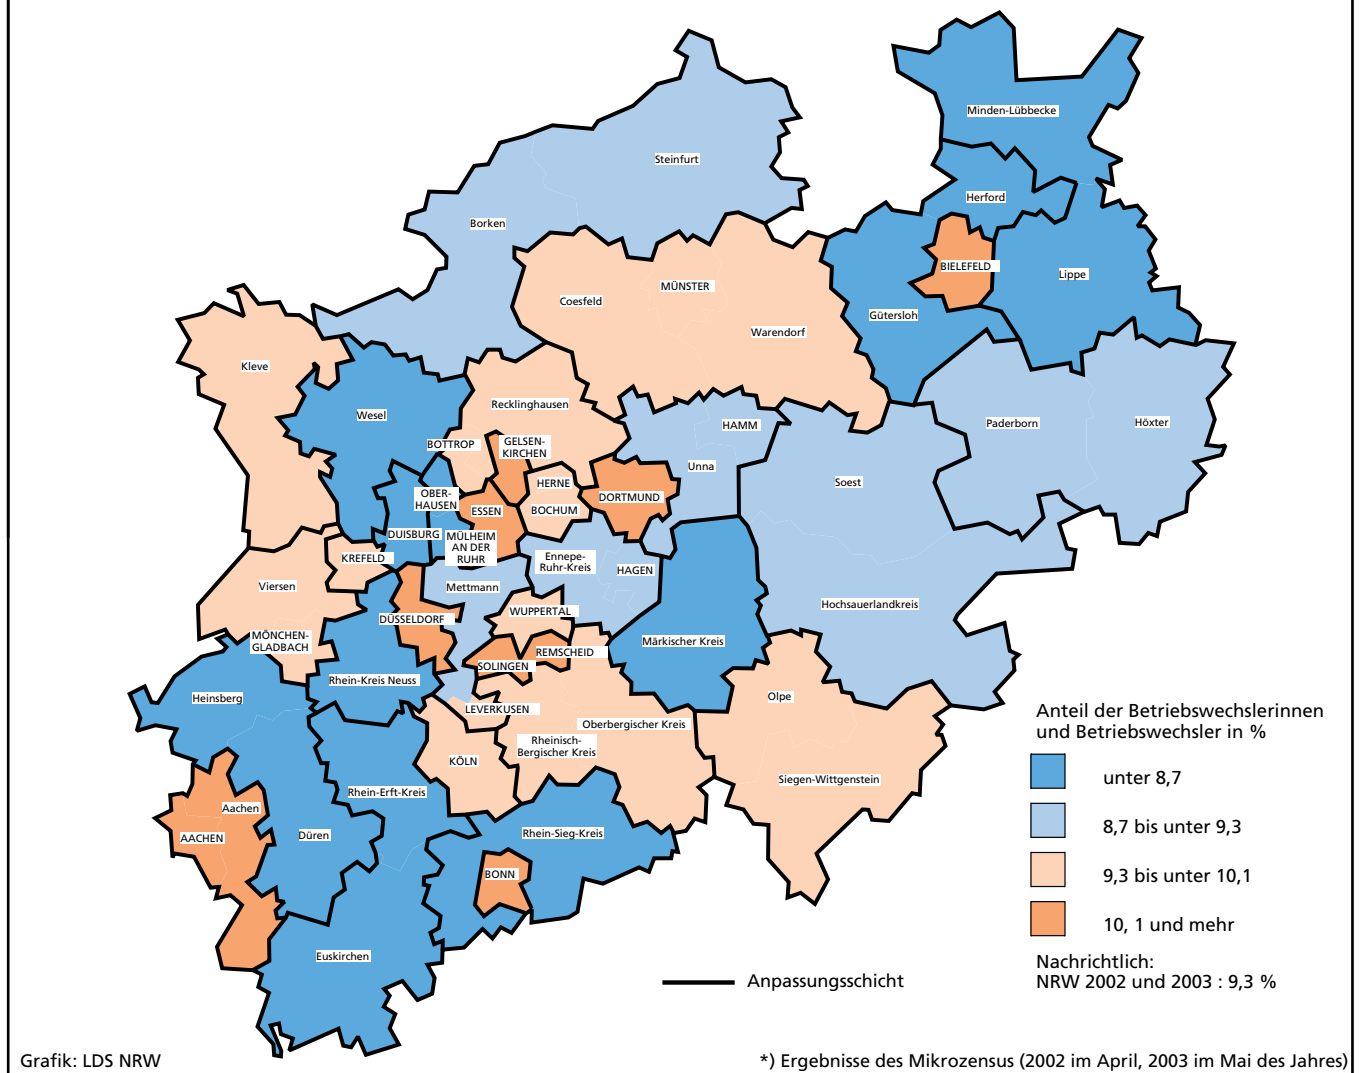 Minden-Lübbecke
Steinfurt
Herford
Borken
BIELEFELD
Lippe
MÜNSTER
Coesfeld
Gütersloh
Warendorf
Kleve
Recklinghausen
Wesel
Paderborn
Höxter
HAMM
BOTTROP
GELSEN-
KIRCHEN
Unna
HERNE
Soest
OBER-
HAUSEN
DORTMUND
ESSEN
BOCHUM
DUISBURG
MÜLHEIM
AN DER
RUHR
KREFELD
Ennepe-
Ruhr-Kreis
HAGEN
Viersen
Mettmann
Hochsauerlandkreis
WUPPERTAL
DÜSSELDORF
MÖNCHEN-
GLADBACH
Märkischer Kreis
REMSCHEID
SOLINGEN
Rhein-Kreis Neuss
Heinsberg
Olpe
LEVERKUSEN
Oberbergischer Kreis
Rheinisch-
Bergischer Kreis
KÖLN
Siegen-Wittgenstein
Rhein-Erft-Kreis
Aachen
AACHEN
Düren
Rhein-Sieg-Kreis
BONN
Euskirchen
Anteil der Betriebswechslerinnen
und Betriebswechsler in %
unter 8,7
8,7 bis unter 9,3
9,3 bis unter 10,1
10, 1 und mehr
Nachrichtlich:
NRW 2002 und 2003 : 9,3 %
Anpassungsschicht
Grafik: LDS NRW
*) Ergebnisse des Mikrozensus (2002 im April, 2003 im Mai des Jahres)